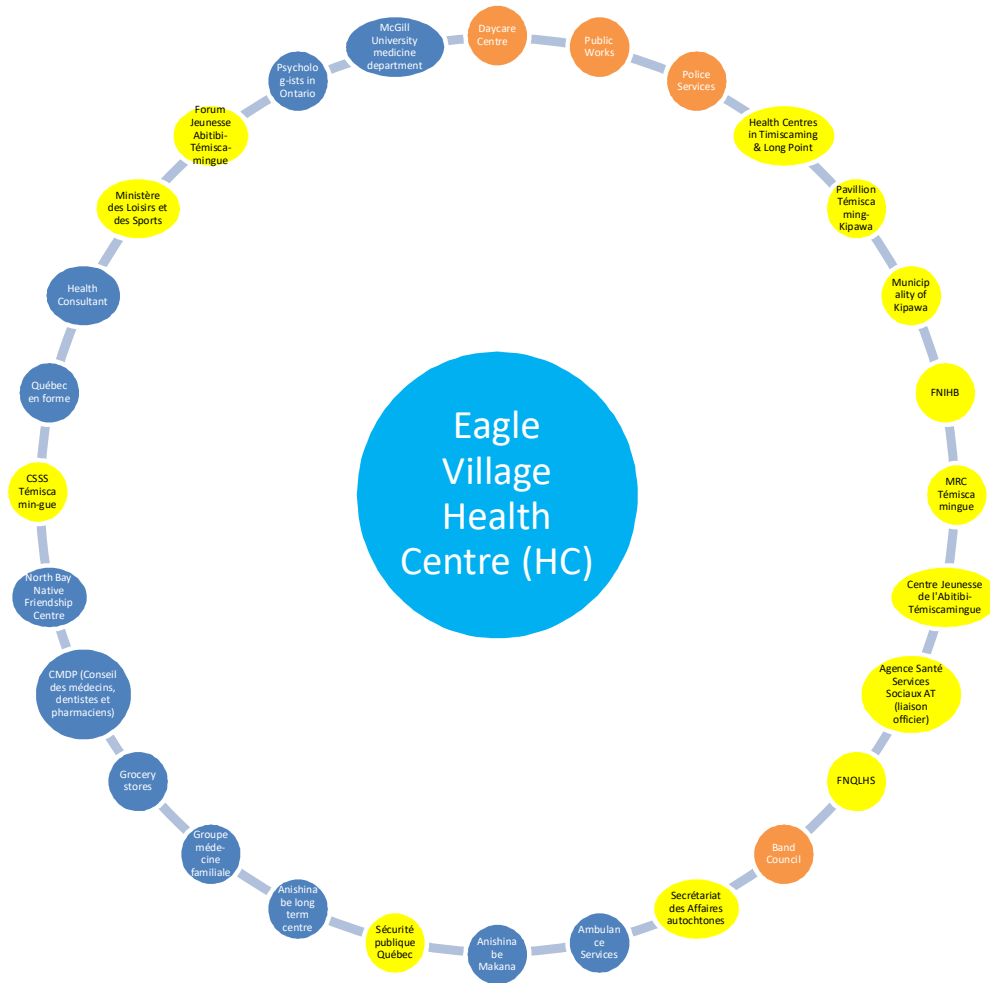 McGill
University
medicine
department
Daycare
Centre
Public
Works
Police
Services
Health Centres
in Timiscaming
& Long Point
Pavillion
Témisca
ming-
Kipawa
Municip
ality of
Kipawa
FNIHB
MRC
Témisca
mingue
Centre Jeunesse
de l'Abitibi-
Témiscamingue
Agence Santé
Services
Sociaux AT
(liaison
officier)
FNQLHS
Band
Council
Secrétariat
des Affaires
autochtones
Ambulan
ce
Services
Anishina
be
Makana
Sécurité
publique
Québec
Anishina
be long
term
centre
Groupe
méde-
cine
familiale
Grocery
stores
CMDP (Conseil
des médecins,
dentistes et
pharmaciens)
North Bay
Native
Friendship
Centre
CSSS
Témisca
min-gue
Québec
en forme
Health
Consultant
Ministère
des Loisirs et
des Sports
Forum
Jeunesse
Abitibi-
Témisca-
mingue
Psycholo
g-ists in
Ontario
Eagle
Village
Health
Centre (HC)